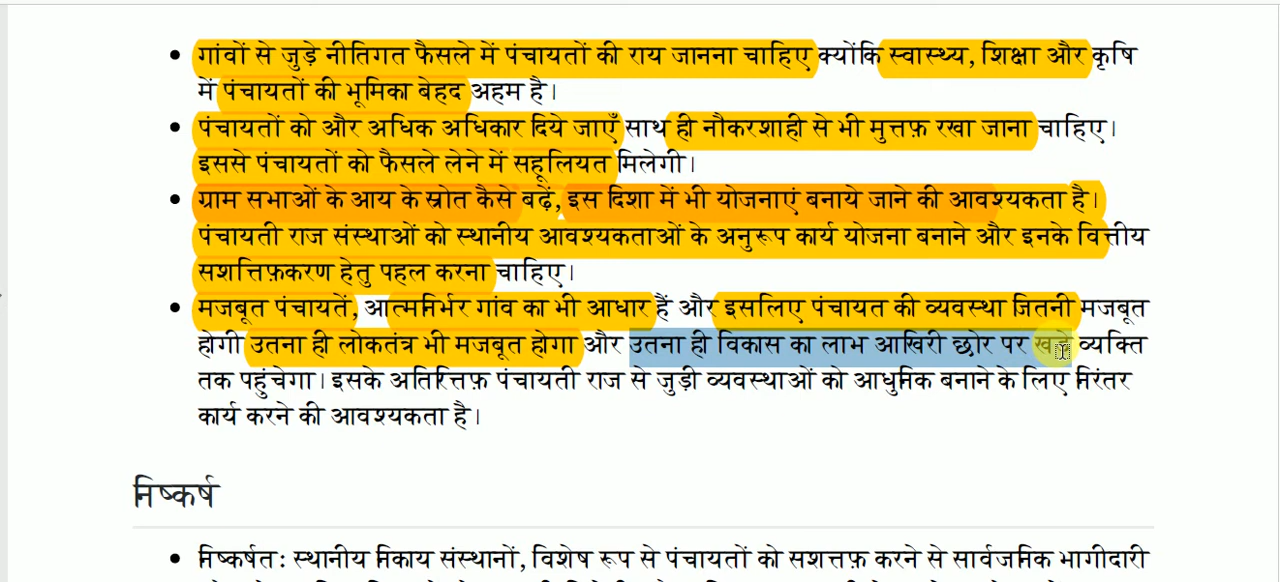 गांवों से जुड़े नीतिगत फैसले में पंचायतों की राय जानना चाहिए क्योंकि स्वास्थ्य, शिक्षा और कृषि
में पंचायतों की भूमिका बेहद अहम है।
पंचायतों को और अधिक अधिकार दिये जाएँ साथ ही नौकरशाही से भी मुत्तफ़ रखा जाना चाहिए।
इससे पंचायतों को फैसले लेने में सहूलियत मिलेगी।
ग्राम सभाओं के आय के स्रोत कैसे बढ़ें, इस दिशा में भी योजनाएं बनाये जाने की आवश्यकता है।
पंचायती राज संस्थाओं को स्थानीय आवश्यकताओं के अनुरूप कार्य योजना बनाने और इनके वित्तीय
सशत्तिफ़करण हेतु पहल करना चाहिए।
मजबूत पंचायतें, आत्मनिर्भर गांव का भी आधार हैं और इसलिए पंचायत की व्यवस्था जितनी मजबूत
होगी उतना ही लोकतंत्र भी मजबूत होगा और उतना ही विकास का लाभ आखिरी छोर पर व्यक्ति
तक पहुंचेगा। इसके अतिरित्तिफ़ पंचायती राज से जुड़ी व्यवस्थाओं को आधुनिक बनाने के लिए निरंतर
कार्य करने की आवश्यकता है।
निष्कर्ष
निष्कर्षत: स्थानीय निकाय संस्थानों, विशेष रूप से पंचायतों को सशत्तफ़ करने से सार्वजनिक भागीदारी